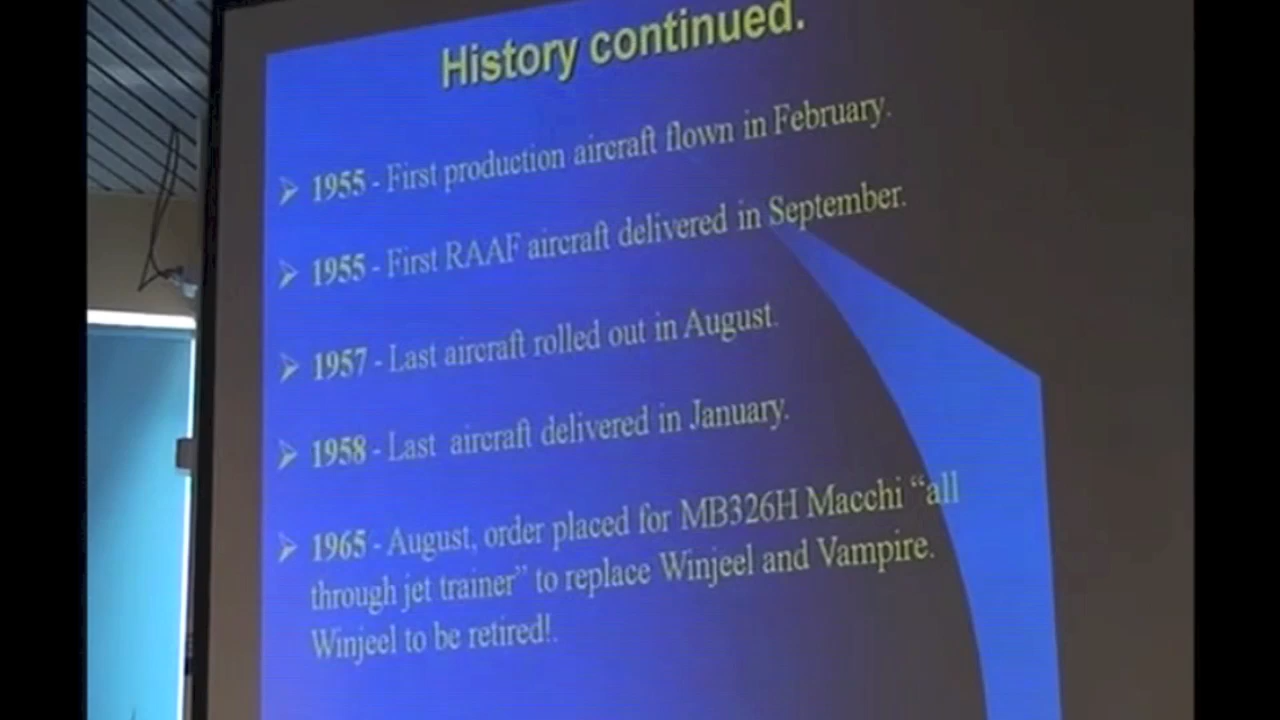 History continued.
➢ 1955 - First production aircraft flown in February.
➢ 1955 - First RAAF aircraft delivered in September.
➢ 1957 - Last aircraft rolled out in August.
➢ 1958 - Last aircraft delivered in January.
➢ 1965 - August, order placed for MB326H Macchi “all
through jet trainer” to replace Winjeel and Vampire.
Winjeel to be retired!.